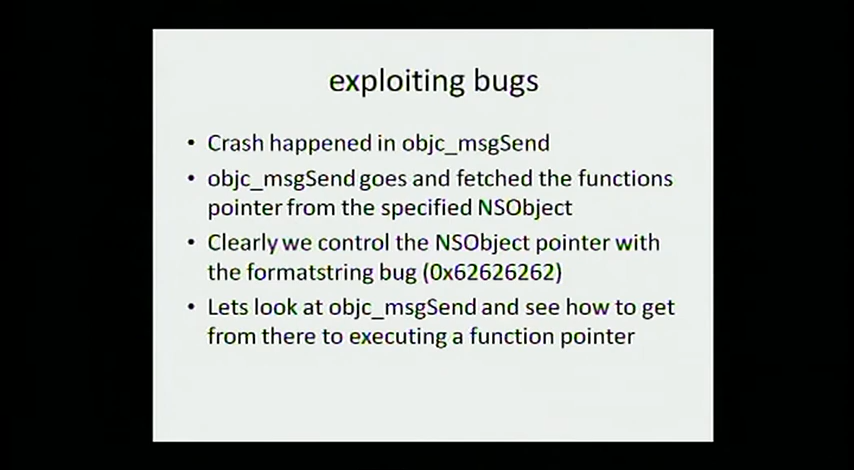 exploiting bugs
• Crash happened in objc_msgSend
• objc_msgSend goes and fetched the functions
pointer from the specified NSObject
• Clearly we control the NSObject pointer with
the formatstring bug (0x62626262)
• Lets look at objc_msgSend and see how to get
from there to executing a function pointer